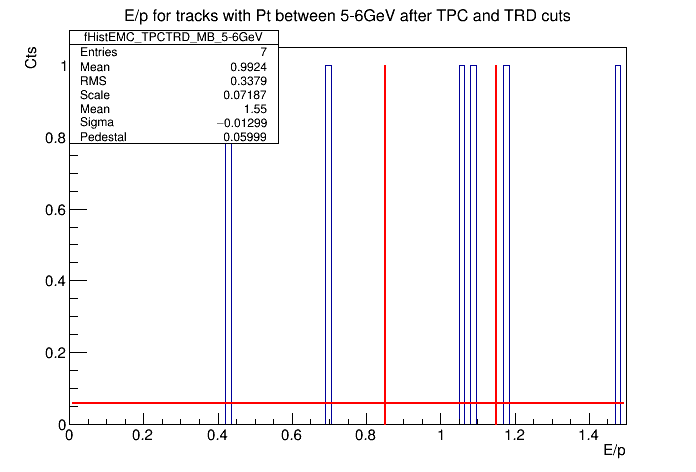 E/p for tracks with Pt between 5-6GeV after TPC and TRD cuts
fHistEMC_TPCTRD_MB_5-6GeV
Entries 7
Mean 0.9924
RMS 0.3379
Scale 0.07187
Mean 1.55
Sigma −0.01299
Pedestal 0.05999
Cts
1
0.8
0.6
0.4
0.2
0
0 0.2 0.4 0.6 0.8 1 1.2 1.4
E/p